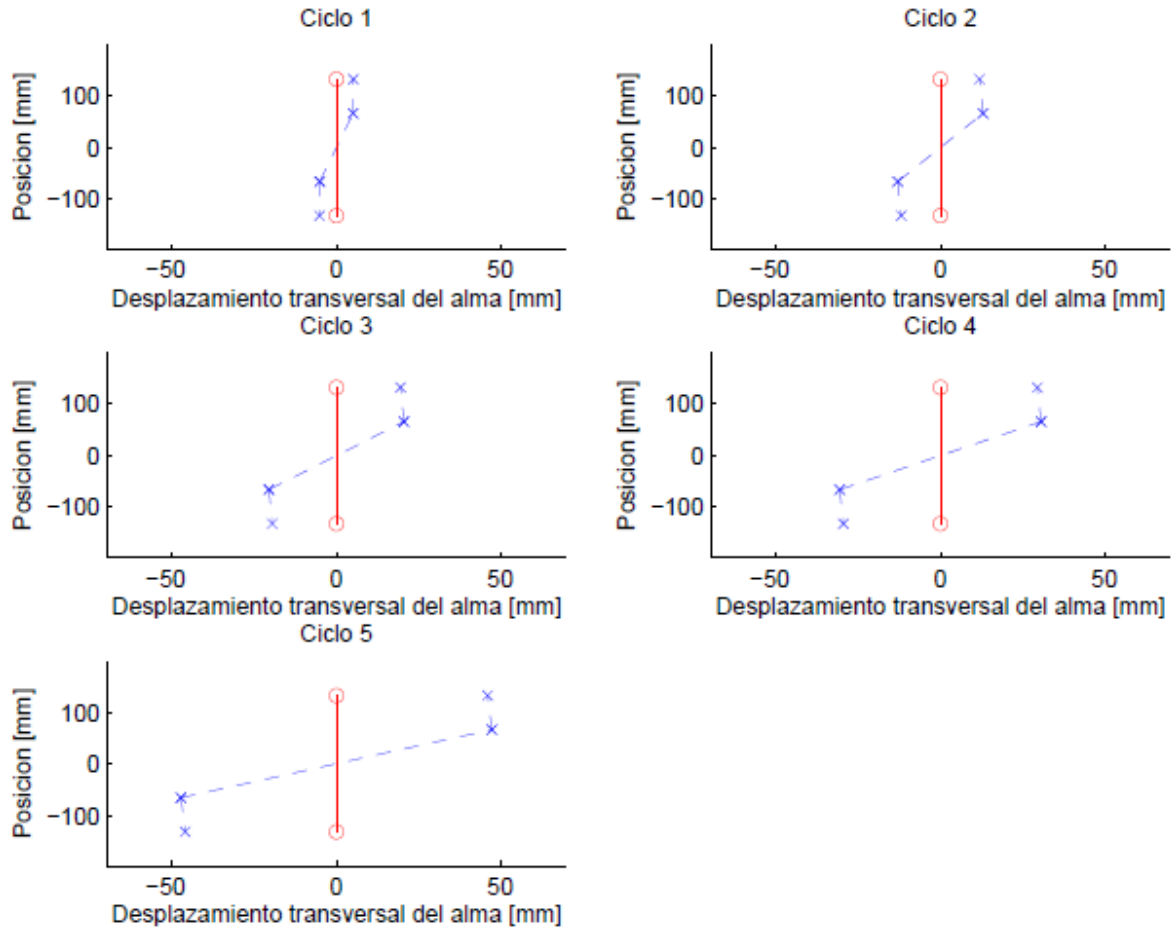 Ciclo 1
Posicion [mm]
100
0
−100
−50 0 50
Desplazamiento transversal del alma [mm]
Ciclo 2
Posicion [mm]
100
0
−100
−50 0 50
Desplazamiento transversal del alma [mm]
Ciclo 3
Posicion [mm]
100
0
−100
−50 0 50
Desplazamiento transversal del alma [mm]
Ciclo 4
Posicion [mm]
100
0
−100
−50 0 50
Desplazamiento transversal del alma [mm]
Ciclo 5
Posicion [mm]
100
0
−100
−50 0 50
Desplazamiento transversal del alma [mm]